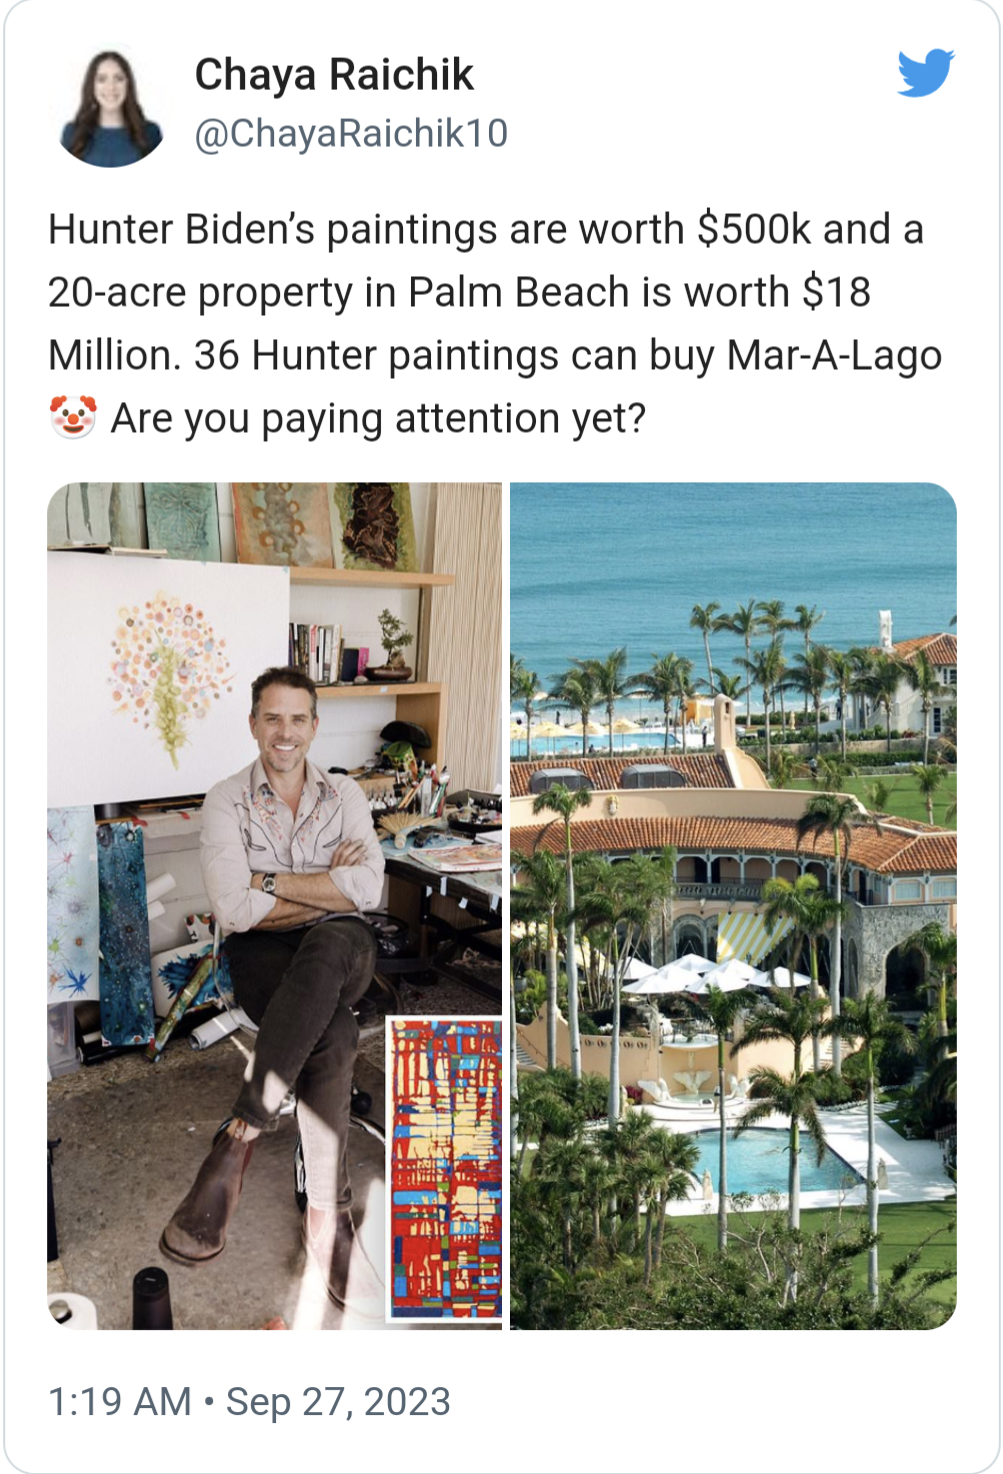 Chaya Raichik
@ChayaRaichik10
Hunter Biden’s paintings are worth $500k and a
20-acre property in Palm Beach is worth $18
Million. 36 Hunter paintings can buy Mar-A-Lago
🤡 Are you paying attention yet?
1:19 AM • Sep 27, 2023